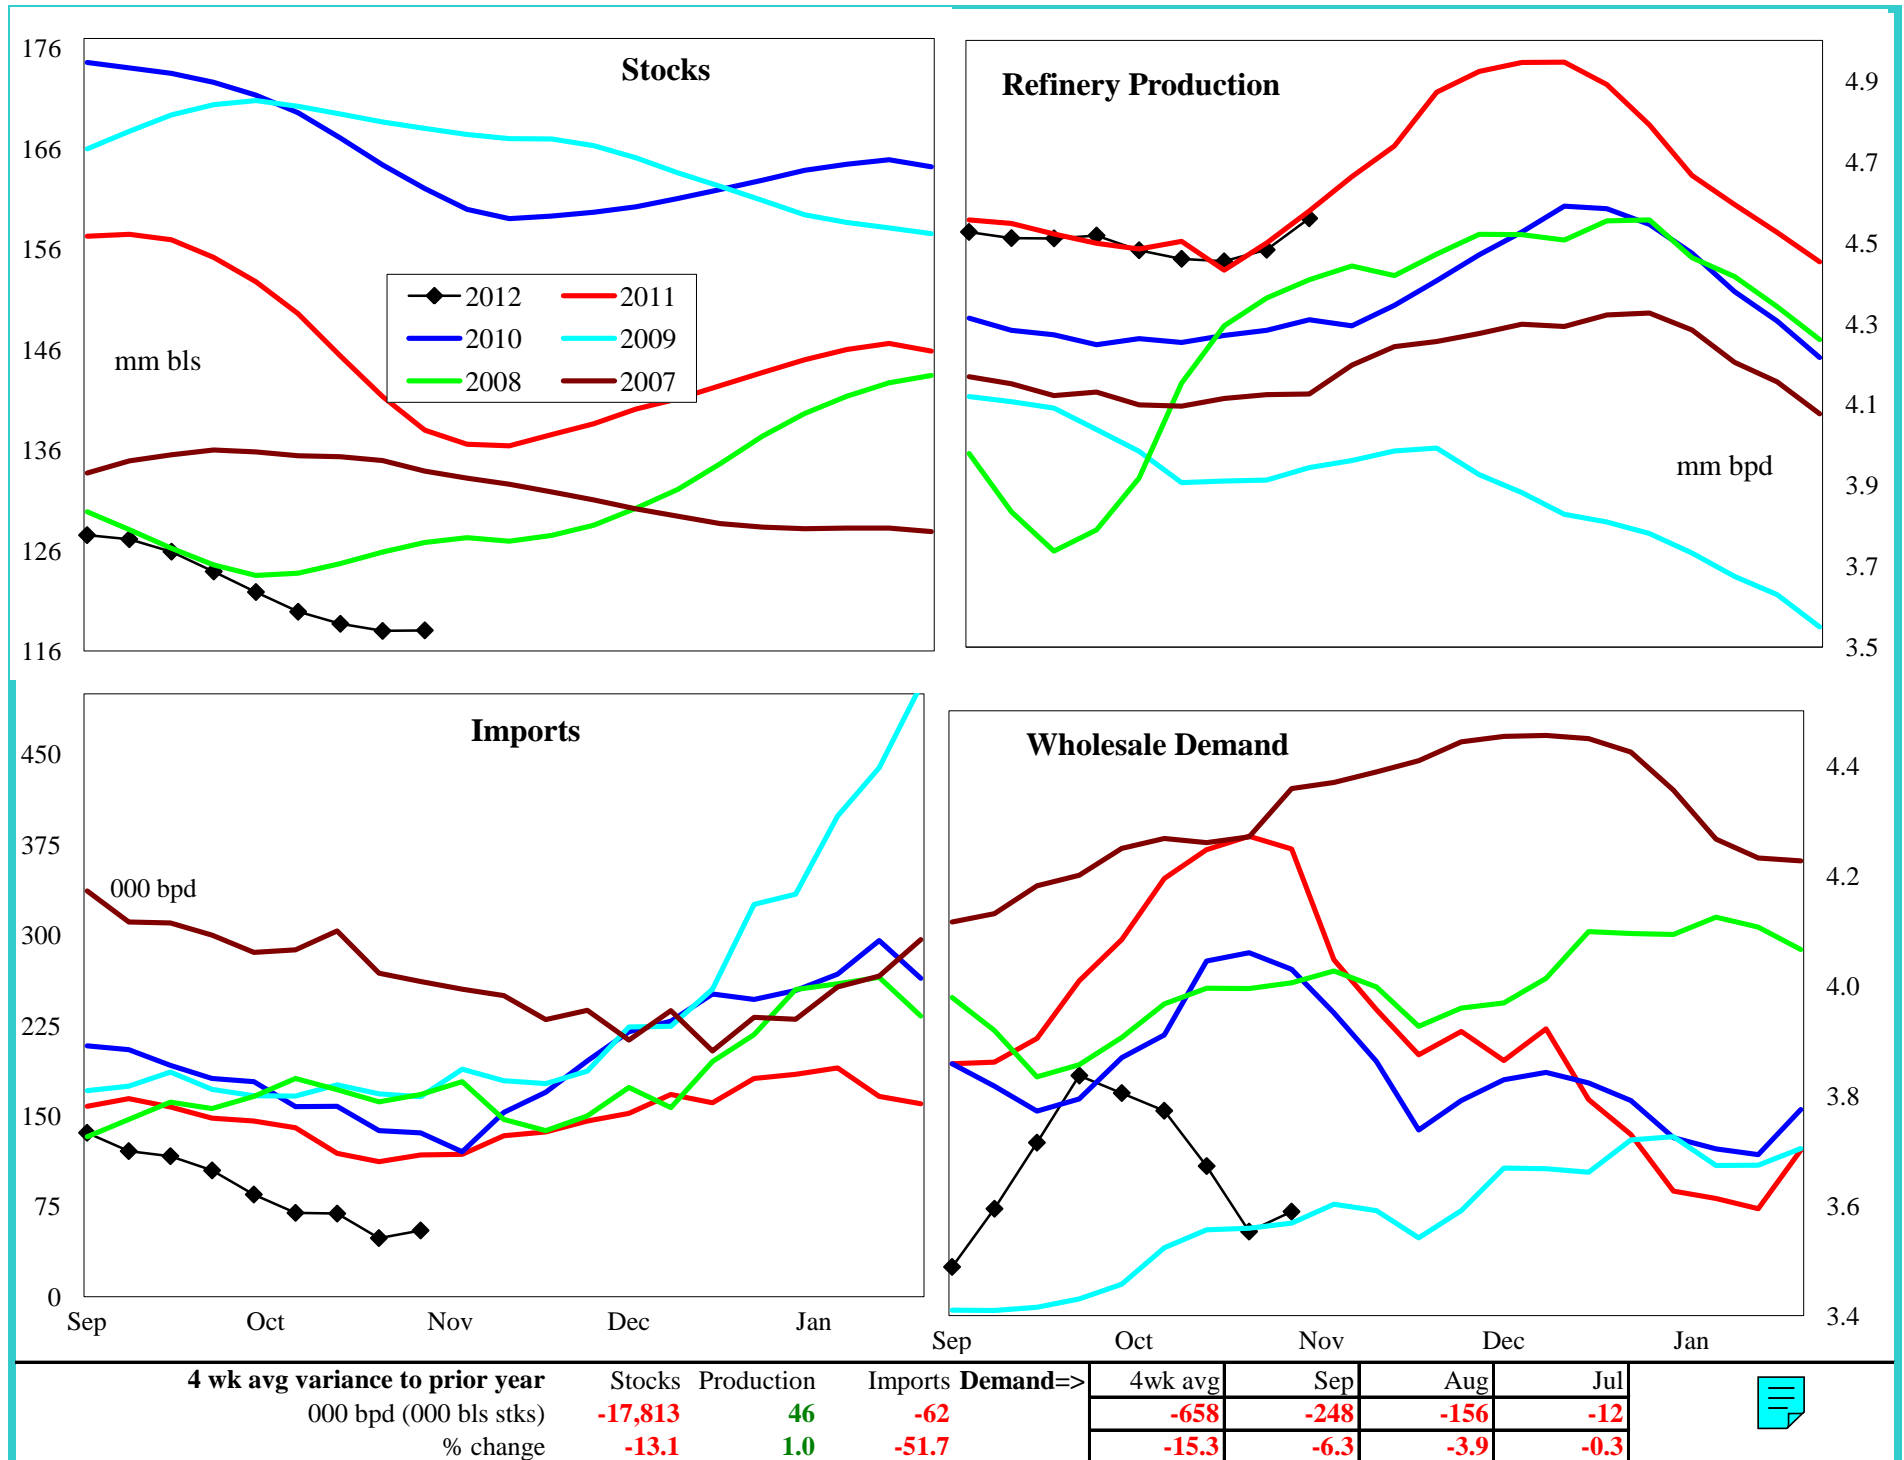 Stocks
176
166
156
146
136
126
116
mm bls
2012
2011
2010
2009
2008
2007
Refinery Production
4.9
4.7
4.5
4.3
4.1
3.9
3.7
3.5
mm bpd
Imports
450
375
300
225
150
75
0
000 bpd
Sep Oct Nov Dec Jan
Wholesale Demand
4.4
4.2
4.0
3.8
3.6
3.4
Sep Oct Nov Dec Jan
4 wk avg variance to prior year Stocks Production Imports Demand=> 4wk avg Sep Aug Jul
000 bpd (000 bls stks) -17,813 46 -62 -658 -248 -156 -12
% change -13.1 1.0 -51.7 -15.3 -6.3 -3.9 -0.3